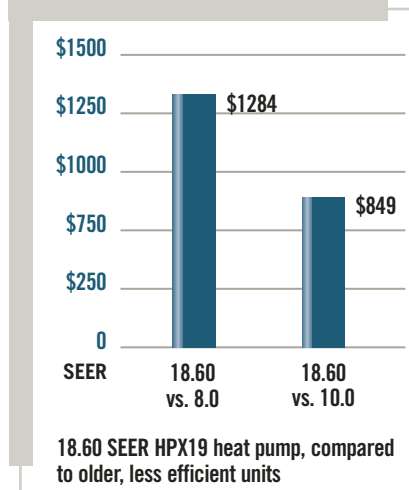 $1500
$1250
$1284
$1000
$849
$750
$250
0
SEER 18.60 18.60
vs. 8.0 vs. 10.0
18.60 SEER HPX19 heat pump, compared
to older, less efficient units